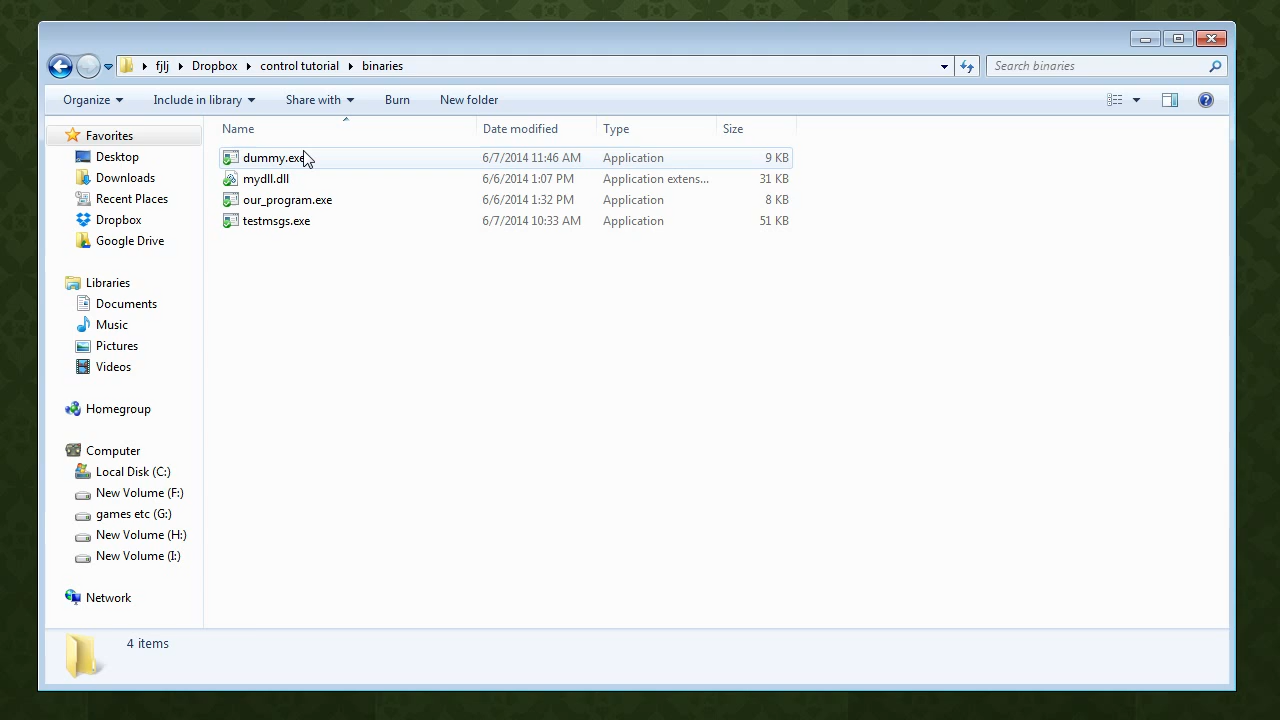 fjlj Dropbox control tutorial binaries Search binaries
Organize Include in library Share with Burn New folder
Favorites
Desktop
Downloads
Recent Places
Dropbox
Google Drive
Libraries
Documents
Music
Pictures
Videos
Homegroup
Computer
Local Disk (C:)
New Volume (F:)
games etc (G:)
New Volume (H:)
New Volume (I:)
Network
Name Date modified Type Size
dummy.exe 6/7/2014 11:46 AM Application 9 KB
mydll.dll 6/6/2014 1:07 PM Application extens... 31 KB
our_program.exe 6/6/2014 1:32 PM Application 8 KB
testmsgs.exe 6/7/2014 10:33 AM Application 51 KB
4 items